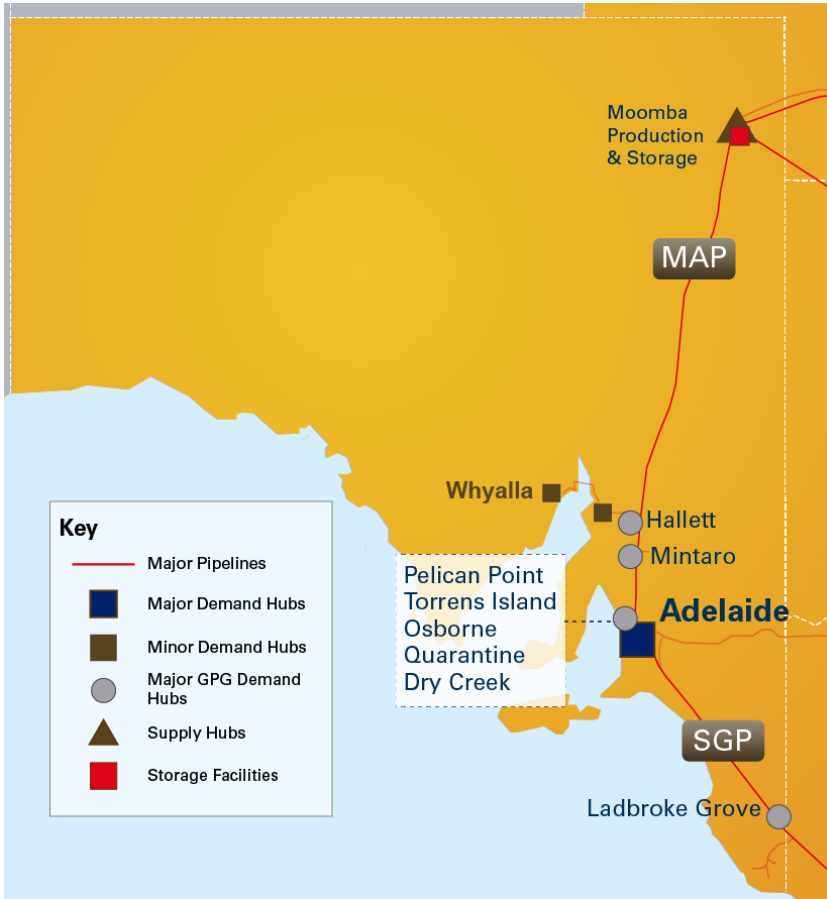 Moomba
Production
& Storage
MAP
Whyalla
Hallett
Mintaro
Key
Major Pipelines
Major Demand Hubs
Minor Demand Hubs
Major GPG Demand
Hubs
Supply Hubs
Storage Facilities
Pelican Point
Torrens Island
Osborne
Quarantine
Dry Creek
Adelaide
SGP
Ladbroke Grove